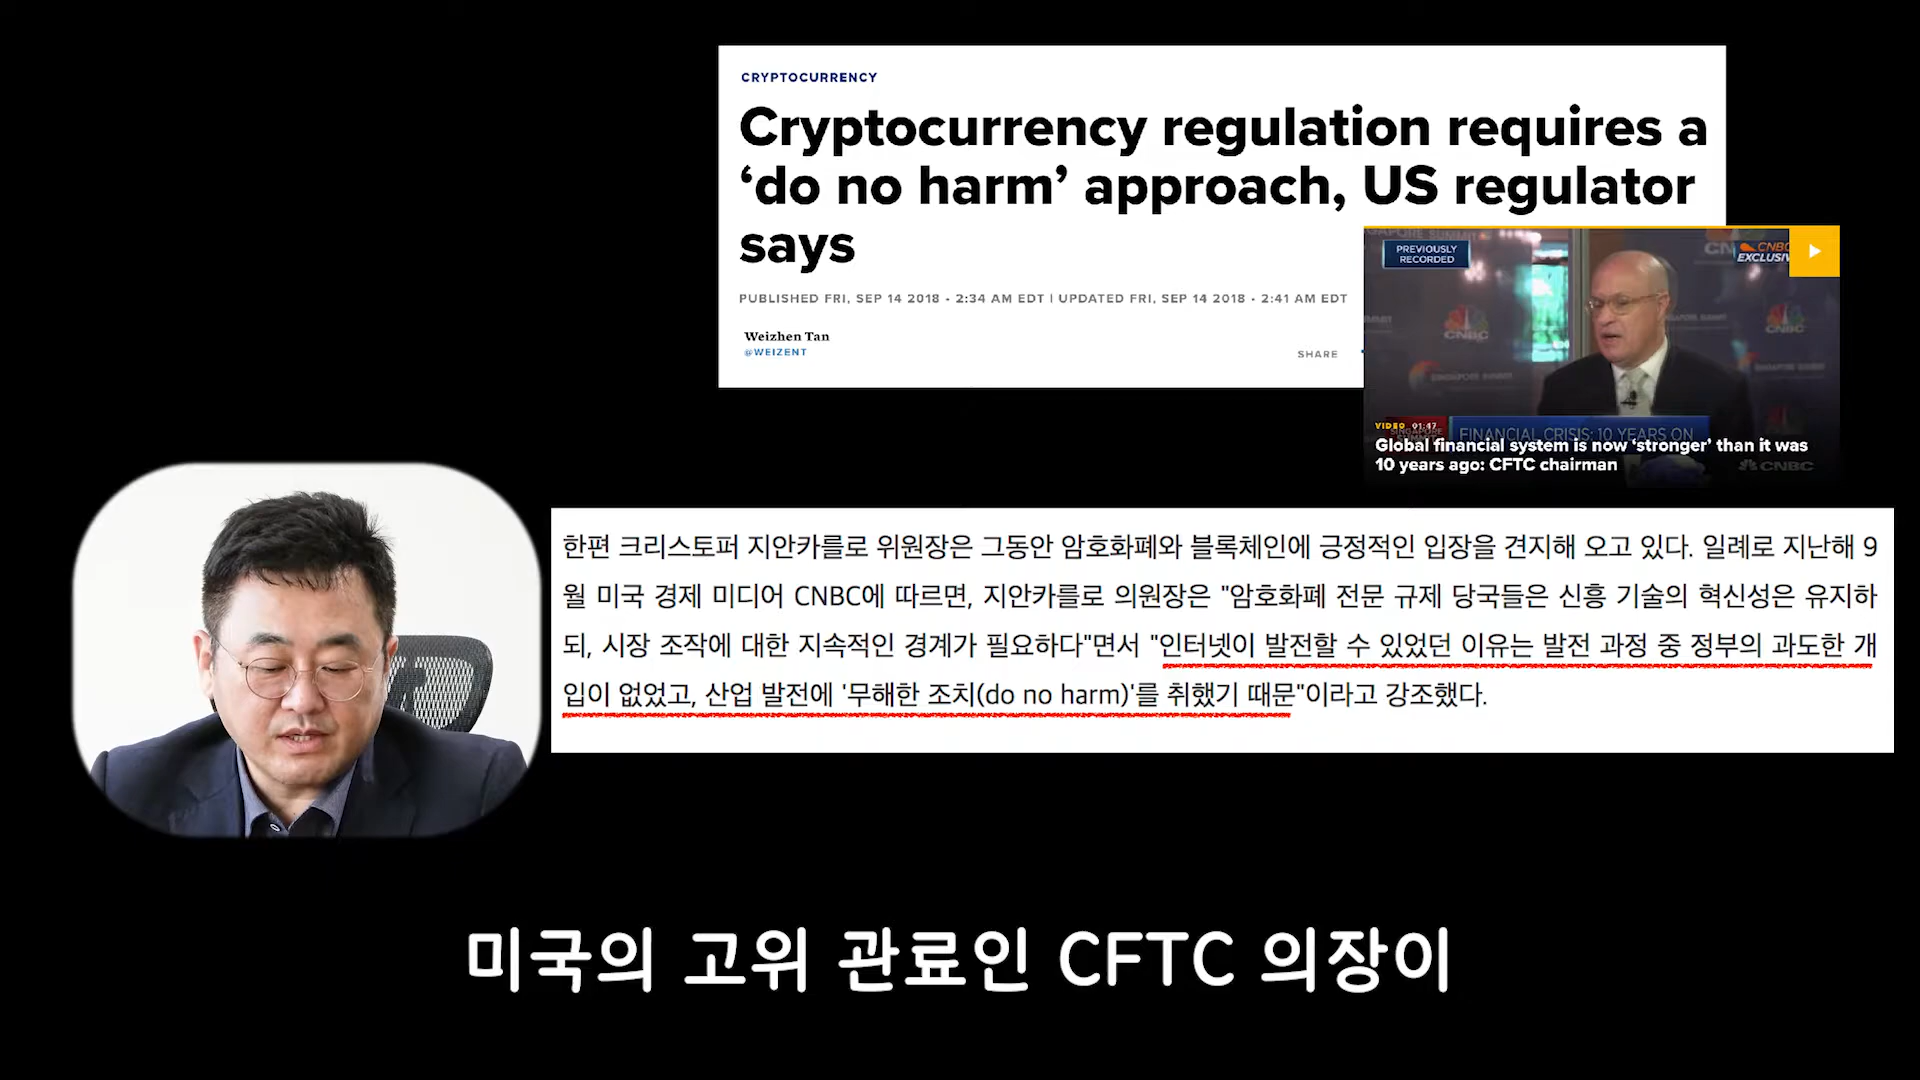 CRYPTOCURRENCY
Cryptocurrency regulation requires a
‘do no harm’ approach, US regulator
says
PUBLISHED FRI, SEP 14 2018 • 2:34 AM EDT | UPDATED FRI, SEP 14 2018 • 2:41 AM EDT
Weizhen Tan
@WEIZENT
SHARE
PREVIOUSLY
RECORDED
CNBC
EXCLUSIV
CNBC
CNBC
SINGAPORE SUMMIT
VIDEO 01:47
FINANCIAL CRISIS: 10 YEARS ON
Global financial system is now ‘stronger’ than it was
10 years ago: CFTC chairman
CNBC
한편 크리스토퍼 지안카를로 위원장은 그동안 암호화폐와 블록체인에 긍정적인 입장을 견지해 오고 있다. 일례로 지난해 9
월 미국 경제 미디어 CNBC에 따르면, 지안카를로 의원장은 "암호화폐 전문 규제 당국들은 신흥 기술의 혁신성은 유지하
되, 시장 조작에 대한 지속적인 경계가 필요하다"면서 "인터넷이 발전할 수 있었던 이유는 발전 과정 중 정부의 과도한 개
입이 없었고, 산업 발전에 '무해한 조치(do no harm)'를 취했기 때문"이라고 강조했다.
미국의 고위 관료인 CFTC 의장이